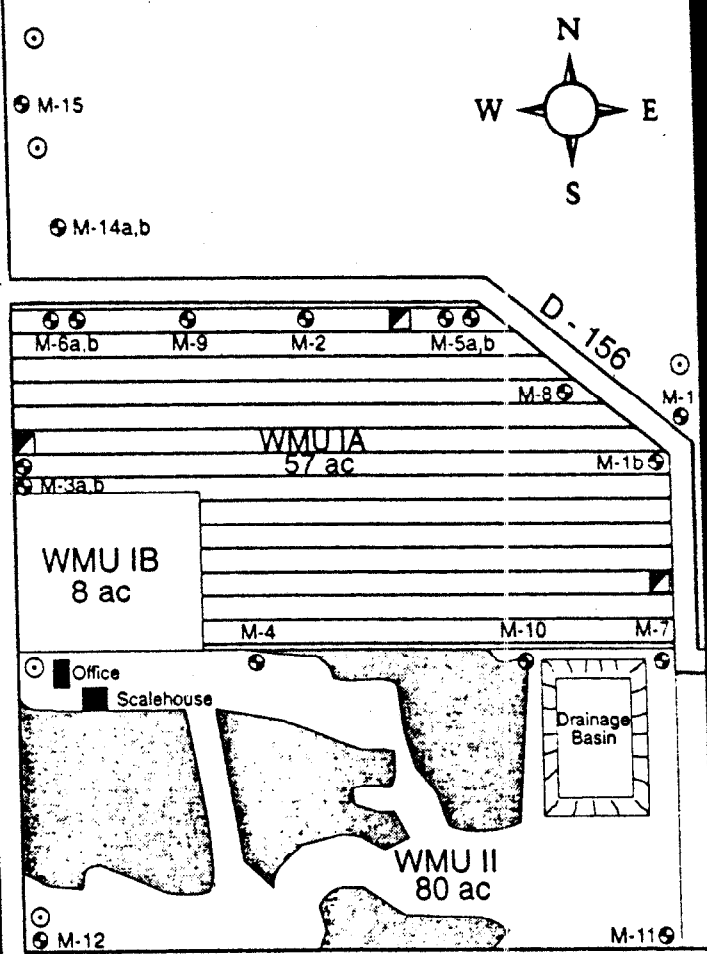 N
W E
S
M-15
M-14a,b
D - 156
M-6a,b M-9 M-2 M-5a,b
M-8
M-1
WMU IA
57 ac
M-1b
M-3a,b
WMU IB
8 ac
M-4 M-10 M-7
Office
Scalehouse
Drainage
Basin
WMU II
80 ac
M-12
M-11